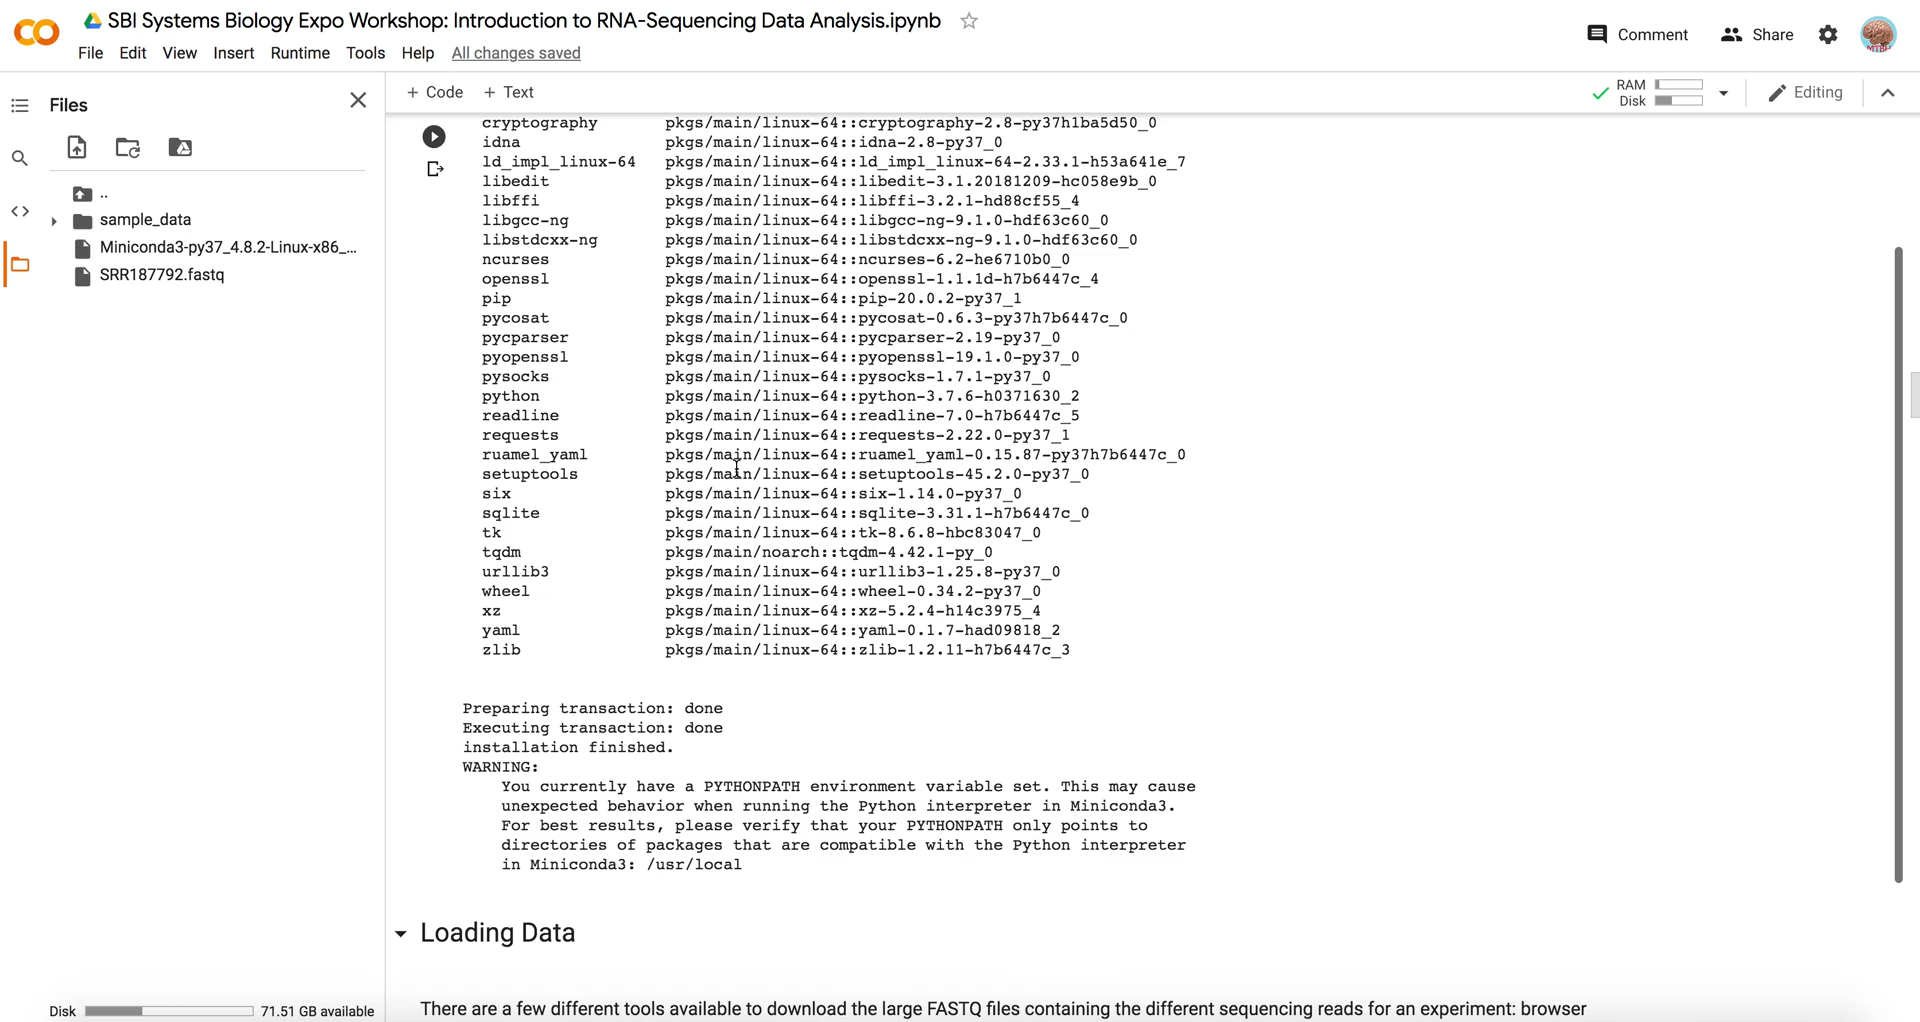 SBI Systems Biology Expo Workshop: Introduction to RNA-Sequencing Data Analysis.ipynb
File Edit View Insert Runtime Tools Help All changes saved
Comment Share
Files
+ Code + Text
RAM
Disk
Editing
..
sample_data
Miniconda3-py37_4.8.2-Linux-x86_...
SRR187792.fastq
cryptography pkgs/main/linux-64::cryptography-2.8-py37h1ba5d50_0
idna pkgs/main/linux-64::idna-2.8-py37_0
ld_impl_linux-64 pkgs/main/linux-64::ld_impl_linux-64-2.33.1-h53a641e_7
libedit pkgs/main/linux-64::libedit-3.1.20181209-hc058e9b_0
libffi pkgs/main/linux-64::libffi-3.2.1-hd88cf55_4
libgcc-ng pkgs/main/linux-64::libgcc-ng-9.1.0-hdf63c60_0
libstdcxx-ng pkgs/main/linux-64::libstdcxx-ng-9.1.0-hdf63c60_0
ncurses pkgs/main/linux-64::ncurses-6.2-he6710b0_0
openssl pkgs/main/linux-64::openssl-1.1.1d-h7b6447c_4
pip pkgs/main/linux-64::pip-20.0.2-py37_1
pycosat pkgs/main/linux-64::pycosat-0.6.3-py37h7b6447c_0
pycparser pkgs/main/linux-64::pycparser-2.19-py37_0
pyopenssl pkgs/main/linux-64::pyopenssl-19.1.0-py37_0
pysocks pkgs/main/linux-64::pysocks-1.7.1-py37_0
python pkgs/main/linux-64::python-3.7.6-h0371630_2
readline pkgs/main/linux-64::readline-7.0-h7b6447c_5
requests pkgs/main/linux-64::requests-2.22.0-py37_1
ruamel_yaml pkgs/main/linux-64::ruamel_yaml-0.15.87-py37h7b6447c_0
setuptools pkgs/main/linux-64::setuptools-45.2.0-py37_0
six pkgs/main/linux-64::six-1.14.0-py37_0
sqlite pkgs/main/linux-64::sqlite-3.31.1-h7b6447c_0
tk pkgs/main/linux-64::tk-8.6.8-hbc83047_0
tqdm pkgs/main/noarch::tqdm-4.42.1-py_0
urllib3 pkgs/main/linux-64::urllib3-1.25.8-py37_0
wheel pkgs/main/linux-64::wheel-0.34.2-py37_0
xz pkgs/main/linux-64::xz-5.2.4-h14c3975_4
yaml pkgs/main/linux-64::yaml-0.1.7-had09818_2
zlib pkgs/main/linux-64::zlib-1.2.11-h7b6447c_3
Preparing transaction: done
Executing transaction: done
installation finished.
WARNING:
You currently have a PYTHONPATH environment variable set. This may cause
unexpected behavior when running the Python interpreter in Miniconda3.
For best results, please verify that your PYTHONPATH only points to
directories of packages that are compatible with the Python interpreter
in Miniconda3: /usr/local
Loading Data
Disk 71.51 GB available
There are a few different tools available to download the large FASTQ files containing the different sequencing reads for an experiment: browser